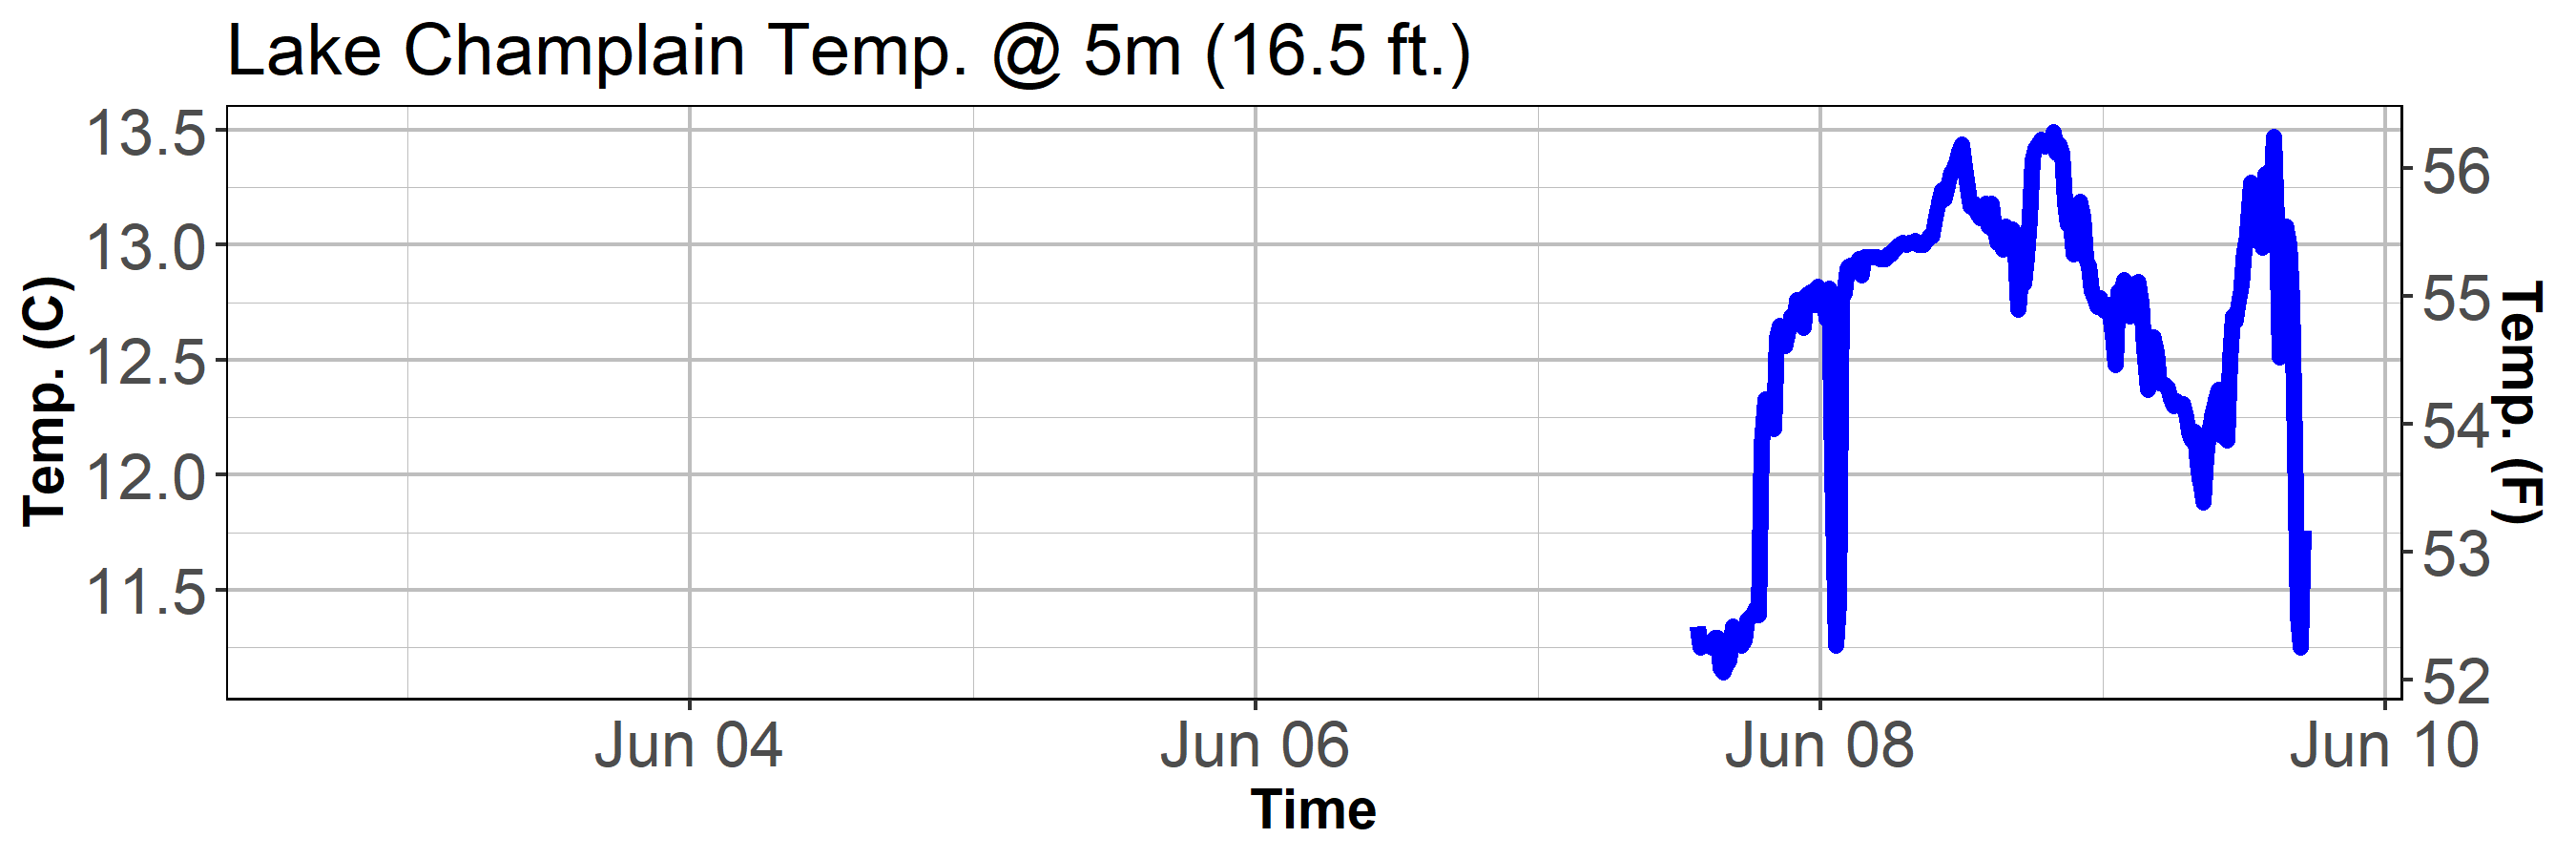 Lake Champlain Temp. @ 5m (16.5 ft.)
Temp. (C)
13.5
13.0
12.5
12.0
11.5
56
55
54
53
52
Temp. (F)
Jun 04 Jun 06 Jun 08 Jun 10
Time